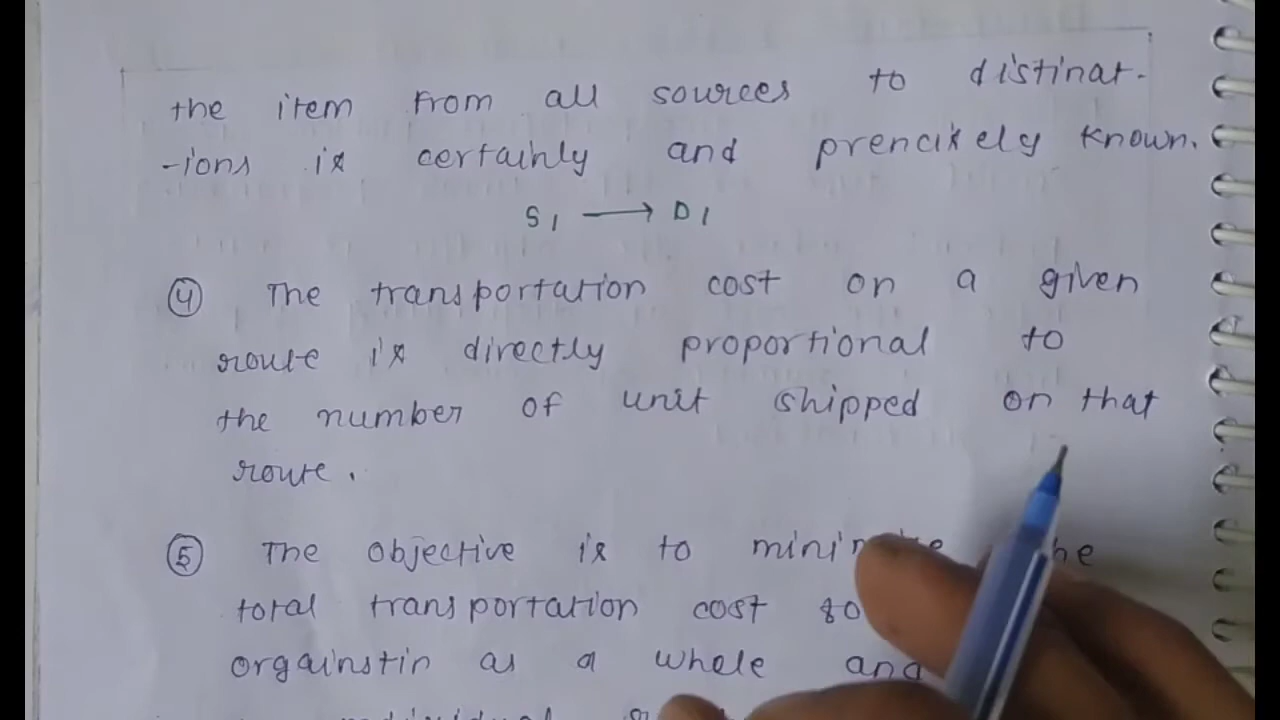 the item from all sources to distinat-
-ions is certainly and prencisely known.
S1 → D1
④ The transportation cost on a given
route is directly proportional to
the number of unit shipped on that
route.
⑤ The objective is to
total transportation cost so
orgainstin as a whole and